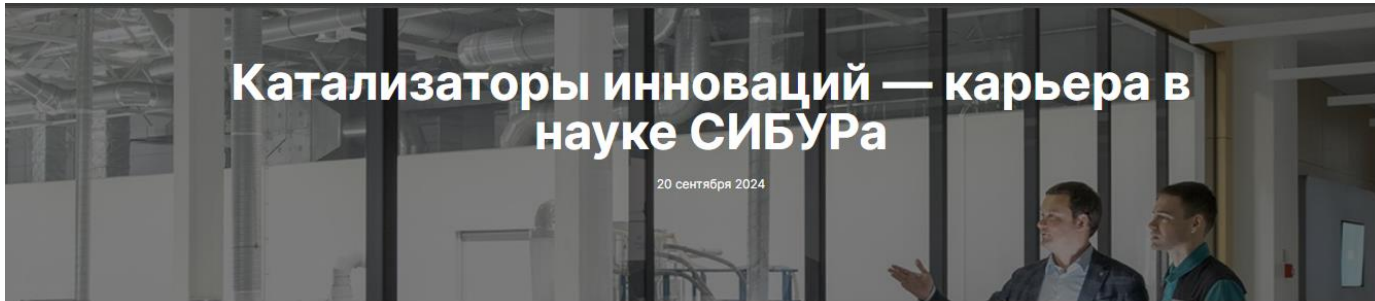 Катализаторы инноваций — карьера в
науке СИБУРа
20 сентября 2024